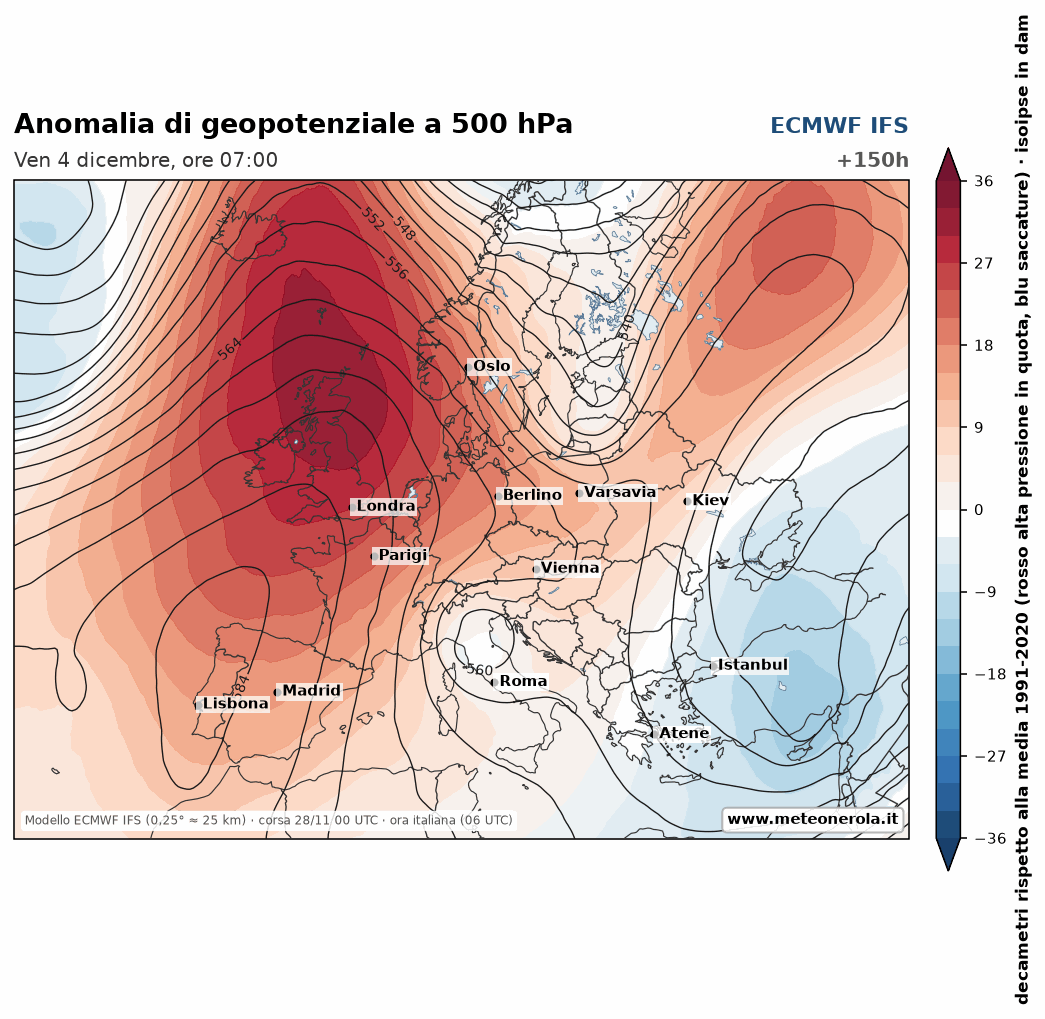 Anomalia di geopotenziale a 500 hPa
ECMWF IFS
Ven 4 dicembre, ore 07:00
+150h
552
548
556
564
540
Oslo
Berlino
Varsavia
Kiev
Londra
Parigi
Vienna
560
Roma
Istanbul
584
Madrid
Lisbona
Atene
Modello ECMWF IFS (0,25° ≈ 25 km) · corsa 28/11 00 UTC · ora italiana (06 UTC)
www.meteonerola.it
36
27
18
9
0
−9
−18
−27
−36
decametri rispetto alla media 1991-2020 (rosso alta pressione in quota, blu saccature) · isoipse in dam